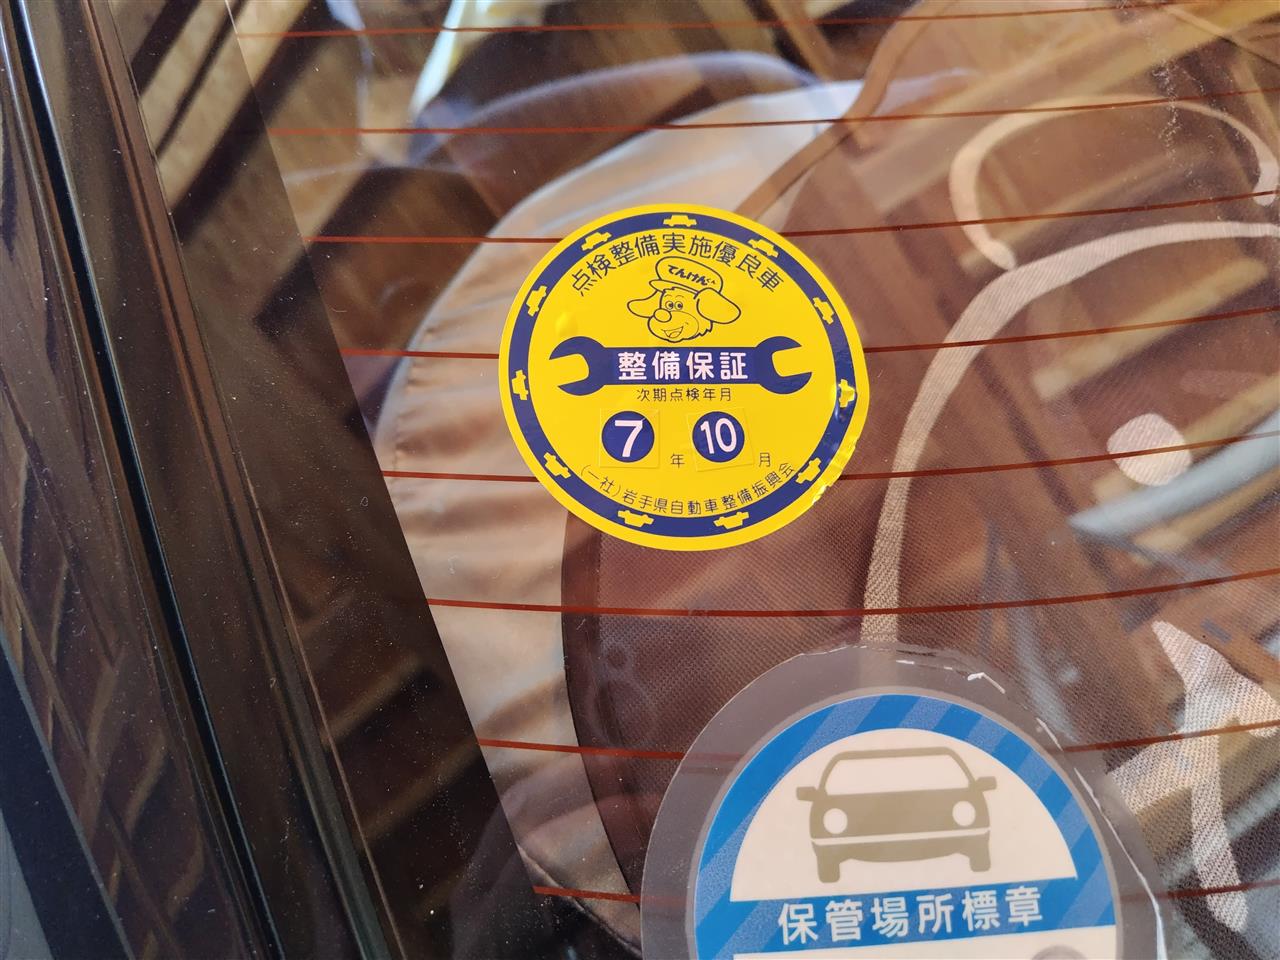 点検整備実施優良車
てんけんくん
整備保証
次期点検年月
7年 10月
(一社)岩手県自動車整備振興会
保管場所標章